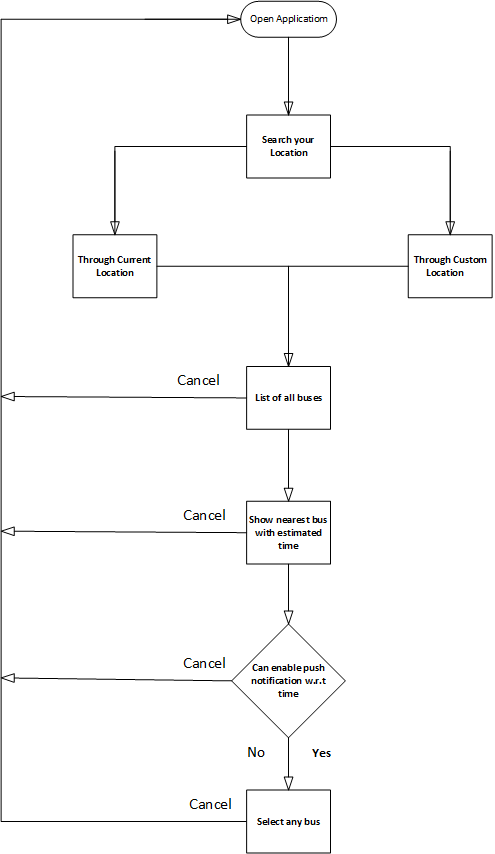 Open Application
Search your
Location
Through Current
Location
Through Custom
Location
Cancel
List of all buses
Cancel
Show nearest bus
with estimated
time
Cancel
Can enable push
notification w.r.t
time
No
Yes
Cancel
Select any bus